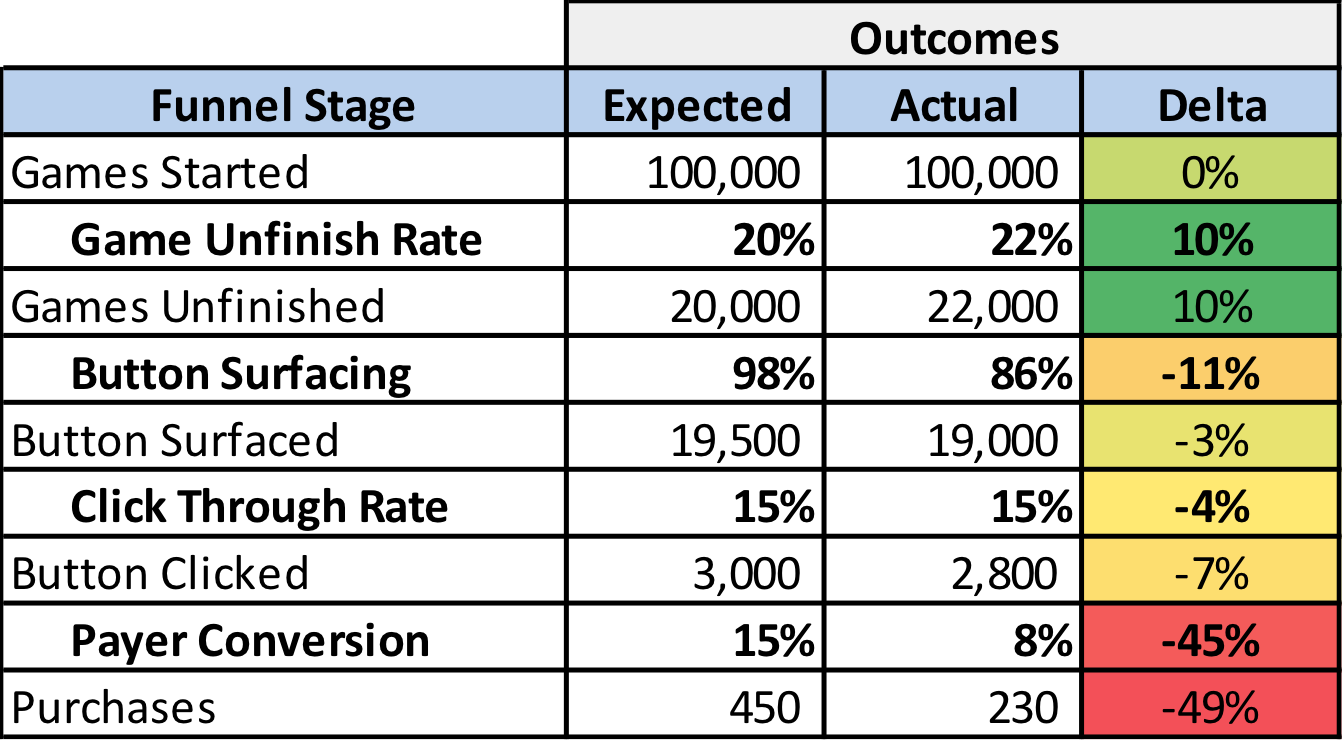 Outcomes
Funnel Stage Expected Actual Delta
Games Started 100,000 100,000 0%
Game Unfinish Rate 20% 22% 10%
Games Unfinished 20,000 22,000 10%
Button Surfacing 98% 86% -11%
Button Surfaced 19,500 19,000 -3%
Click Through Rate 15% 15% -4%
Button Clicked 3,000 2,800 -7%
Payer Conversion 15% 8% -45%
Purchases 450 230 -49%